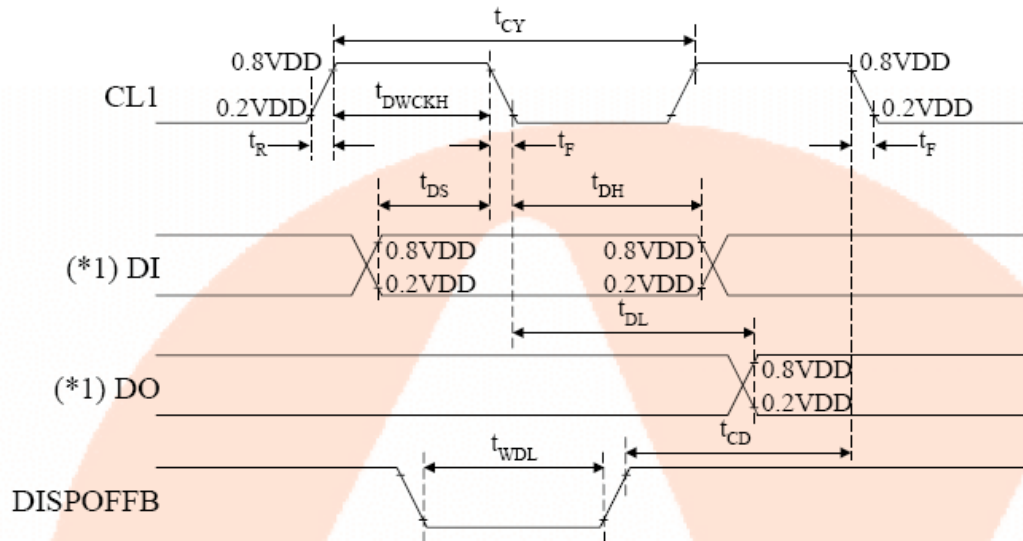 tCY
0.8VDD 0.8VDD
CL1 tDWCKH
0.2VDD 0.2VDD
tR tF tF
tDS tDH
0.8VDD 0.8VDD
(*1) DI
0.2VDD 0.2VDD
tDL
0.8VDD
(*1) DO
0.2VDD
tCD
tWDL
DISPOFFB